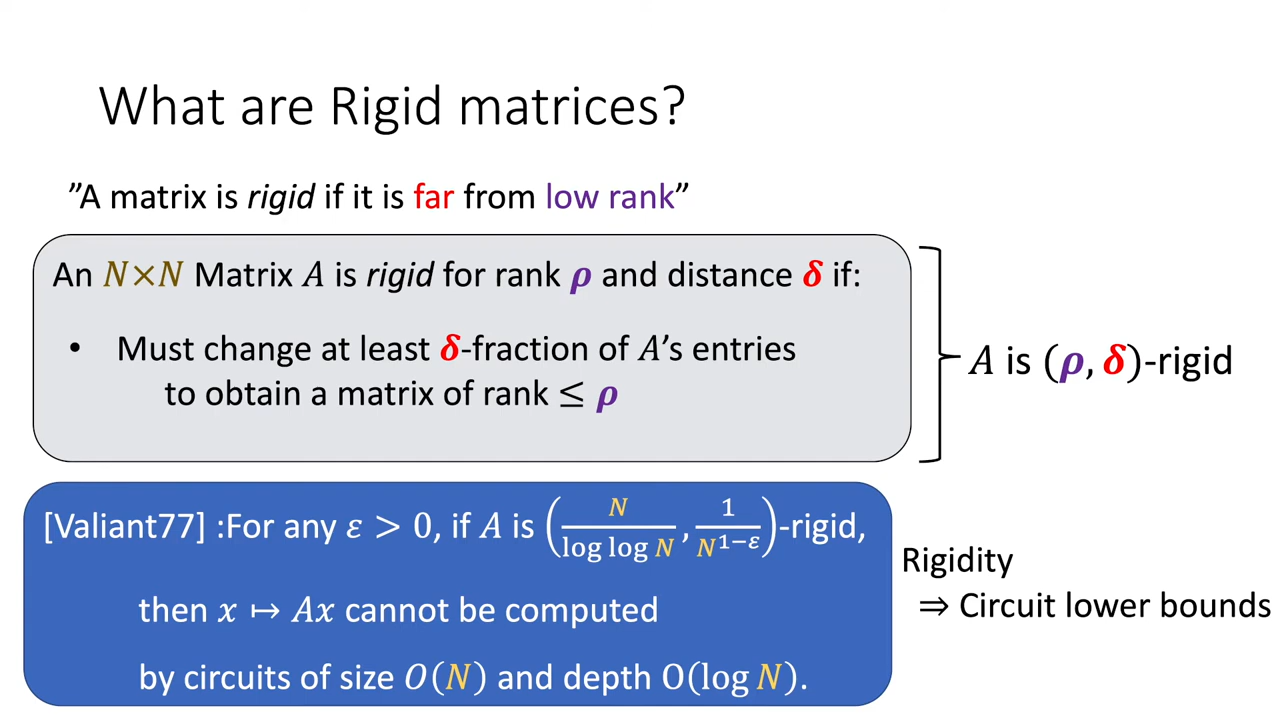 What are Rigid matrices?
”A matrix is rigid if it is far from low rank”
An N×N Matrix A is rigid for rank ρ and distance δ if:
• Must change at least δ-fraction of A’s entries
to obtain a matrix of rank ≤ ρ
A is (ρ, δ)-rigid
[Valiant77] :For any ε > 0, if A is (N / log log N, 1 / N^{1−ε})-rigid,
then x ↦ Ax cannot be computed
by circuits of size O(N) and depth O(log N).
Rigidity
⇒ Circuit lower bounds